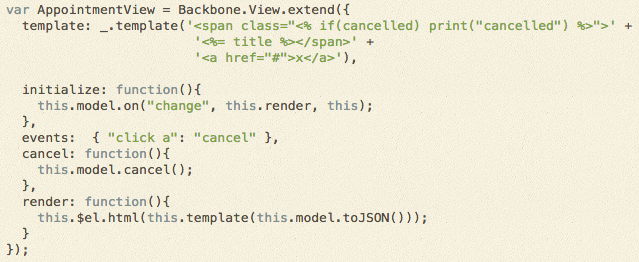 var AppointmentView = Backbone.View.extend({
  template: _.template('<span class="<% if(cancelled) print("cancelled") %>">' +
                       '<%= title %></span>' +
                       '<a href="#">x</a>'),

  initialize: function(){
    this.model.on("change", this.render, this);
  },
  events:  { "click a": "cancel" },
  cancel: function(){
    this.model.cancel();
  },
  render: function(){
    this.$el.html(this.template(this.model.toJSON()));
  }
});